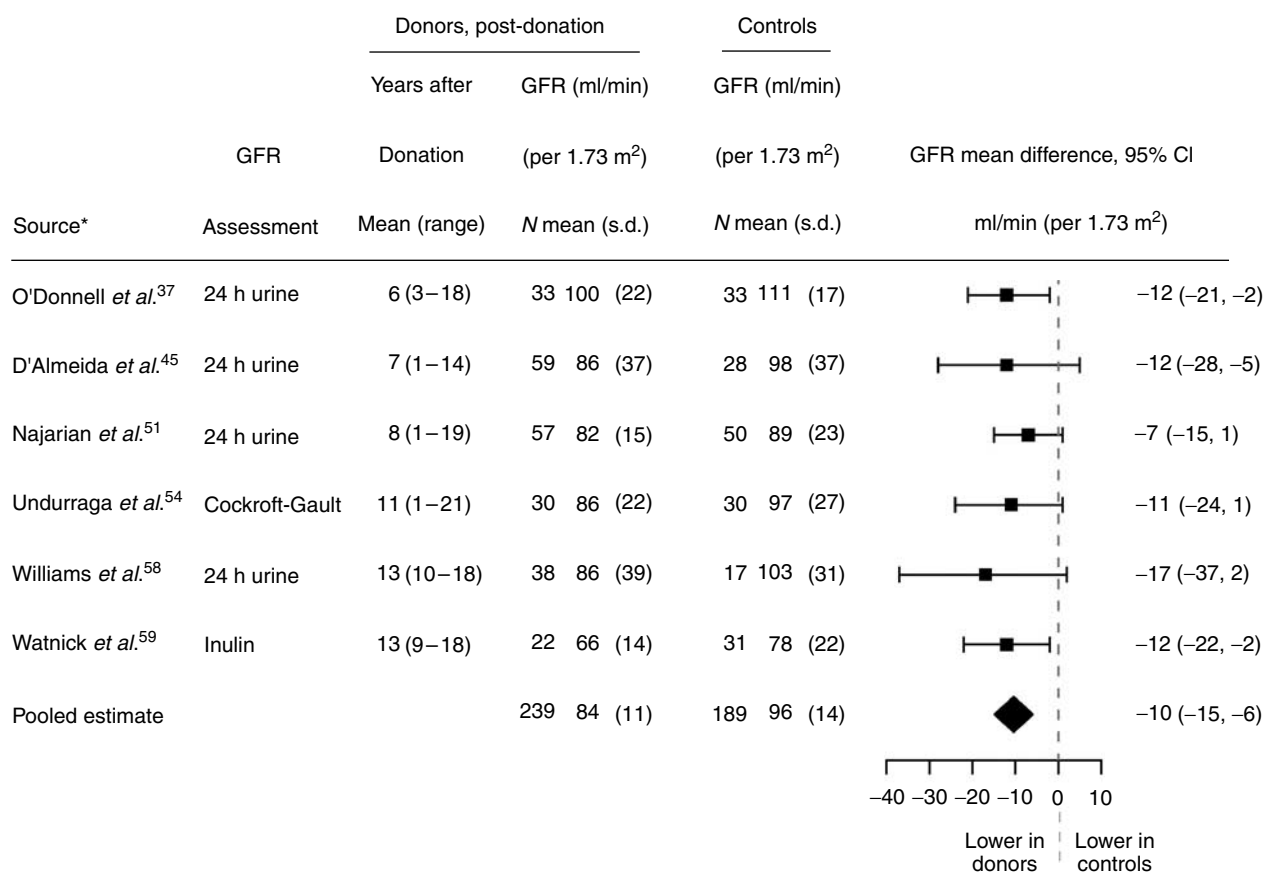 Donors, post-donation Controls
Years after GFR (ml/min) GFR (ml/min)
GFR Donation (per 1.73 m²) (per 1.73 m²) GFR mean difference, 95% CI
Source* Assessment Mean (range) N mean (s.d.) N mean (s.d.) ml/min (per 1.73 m²)
O'Donnell et al.³⁷ 24 h urine 6 (3–18) 33 100 (22) 33 111 (17) –12 (–21, –2)
D'Almeida et al.⁴⁵ 24 h urine 7 (1–14) 59 86 (37) 28 98 (37) –12 (–28, –5)
Najarian et al.⁵¹ 24 h urine 8 (1–19) 57 82 (15) 50 89 (23) –7 (–15, 1)
Undurraga et al.⁵⁴ Cockroft-Gault 11 (1–21) 30 86 (22) 30 97 (27) –11 (–24, 1)
Williams et al.⁵⁸ 24 h urine 13 (10–18) 38 86 (39) 17 103 (31) –17 (–37, 2)
Watnick et al.⁵⁹ Inulin 13 (9–18) 22 66 (14) 31 78 (22) –12 (–22, –2)
Pooled estimate 239 84 (11) 189 96 (14) –10 (–15, –6)
–40 –30 –20 –10 0 10
Lower in Lower in
donors controls